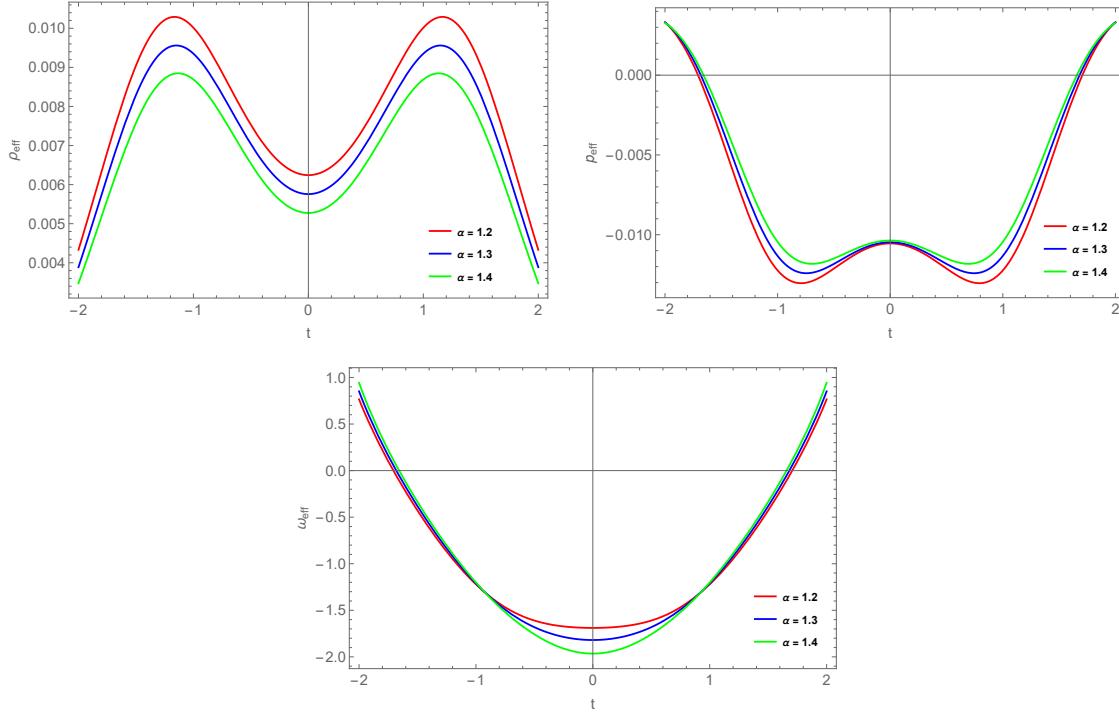 0.010
0.009
0.008
0.007
0.006
0.005
0.004
ρeff
−2
−1
0
1
2
t
α = 1.2
α = 1.3
α = 1.4
0.000
−0.005
−0.010
peff
−2
−1
0
1
2
t
α = 1.2
α = 1.3
α = 1.4
1.0
0.5
0.0
−0.5
−1.0
−1.5
−2.0
ωeff
−2
−1
0
1
2
t
α = 1.2
α = 1.3
α = 1.4